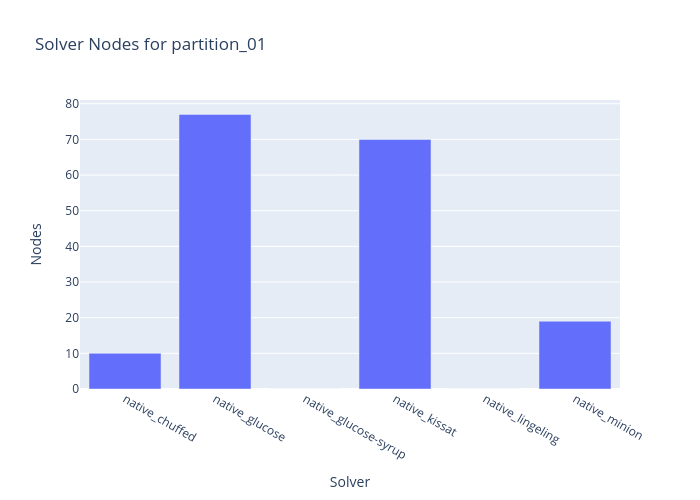 Solver Nodes for partition_01
Nodes
80
70
60
50
40
30
20
10
0
native_chuffed
native_glucose
native_glucose-syrup
native_kissat
native_lingeling
native_minion
Solver